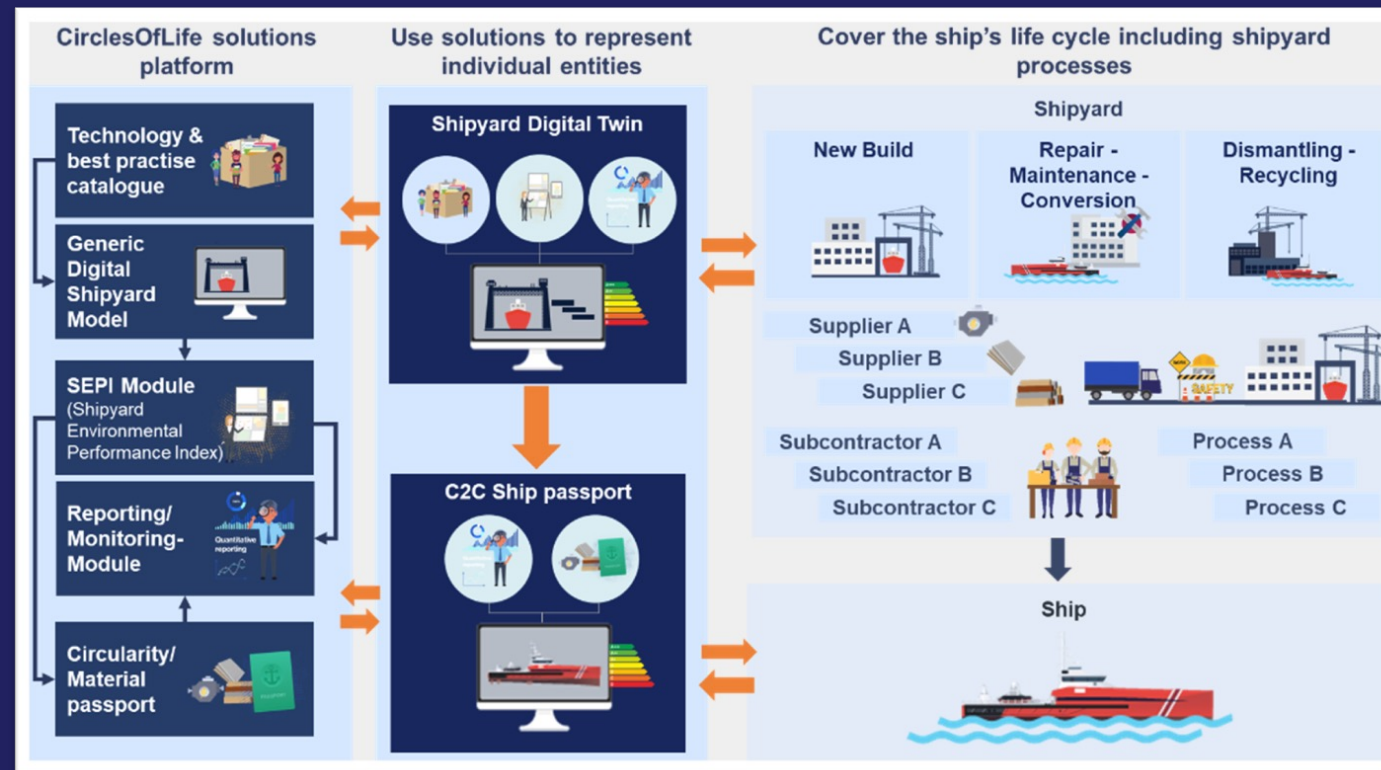 CirclesOfLife solutions
platform
Use solutions to represent
individual entities
Cover the ship's life cycle including shipyard
processes
Technology &
best practise
catalogue
Generic
Digital
Shipyard
Model
SEPI Module
(Shipyard
Environmental
Performance Index)
Reporting/
Monitoring-
Module
Quantitative
reporting
Circularity/
Material
passport
Shipyard Digital Twin
C2C Ship passport
Shipyard
New Build
Repair -
Maintenance -
Conversion
Dismantling -
Recycling
Supplier A
Supplier B
Supplier C
SAFETY
Subcontractor A
Subcontractor B
Subcontractor C
Process A
Process B
Process C
Ship